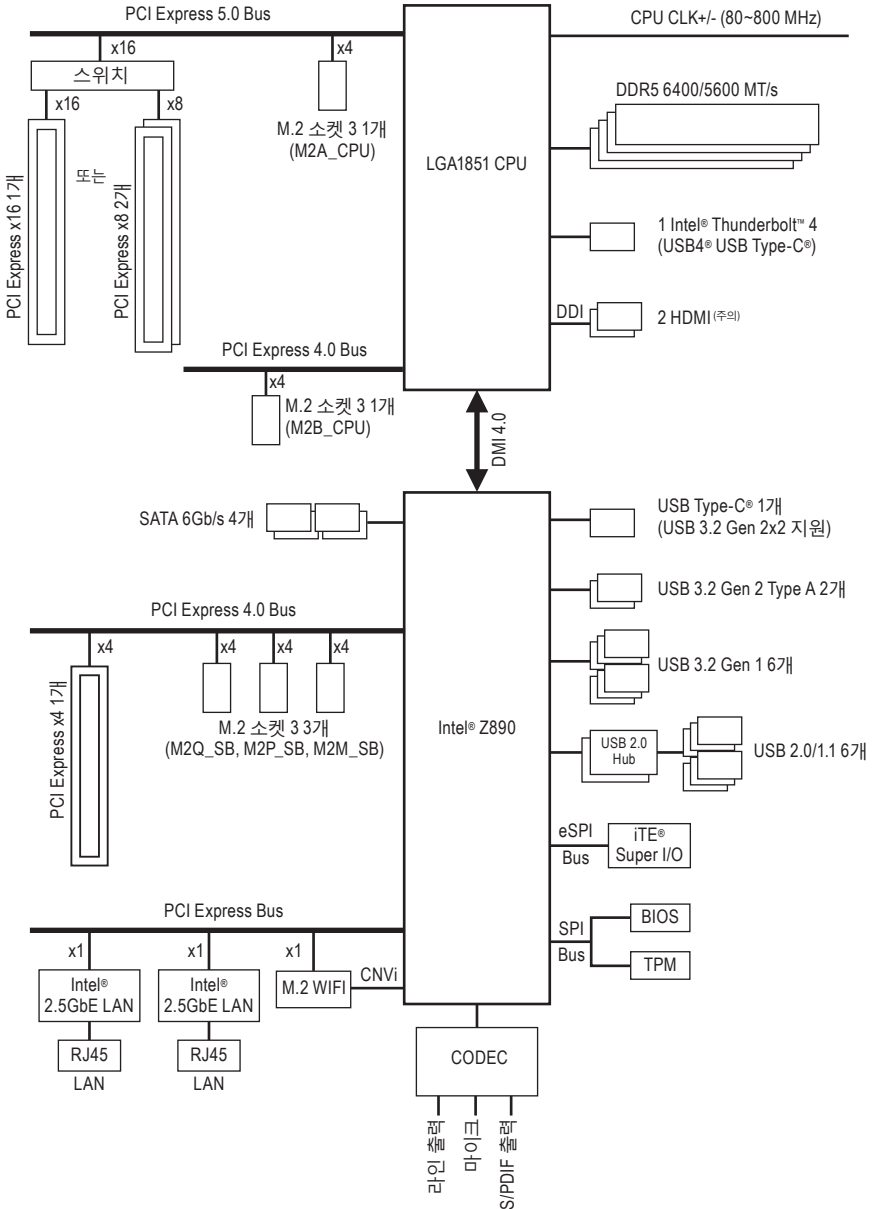 PCI Express 5.0 Bus
CPU CLK+/- (80~800 MHz)
x16
x4
스위치
x16
x8
PCI Express x16 1개
또는
PCI Express x8 2개
M.2 소켓 3 1개
(M2A_CPU)
LGA1851 CPU
DDR5 6400/5600 MT/s
1 Intel® Thunderbolt™ 4
(USB4® USB Type-C®)
DDI
2 HDMI (주의)
PCI Express 4.0 Bus
x4
M.2 소켓 3 1개
(M2B_CPU)
DMI 4.0
SATA 6Gb/s 4개
USB Type-C® 1개
(USB 3.2 Gen 2x2 지원)
USB 3.2 Gen 2 Type A 2개
PCI Express 4.0 Bus
x4
x4
x4
x4
PCI Express x4 1개
M.2 소켓 3 3개
(M2Q_SB, M2P_SB, M2M_SB)
Intel® Z890
USB 3.2 Gen 1 6개
USB 2.0
Hub
USB 2.0/1.1 6개
eSPI
Bus
iTE®
Super I/O
PCI Express Bus
x1
x1
x1
Intel®
2.5GbE LAN
Intel®
2.5GbE LAN
M.2 WIFI
CNVi
SPI
Bus
BIOS
TPM
RJ45
LAN
RJ45
LAN
CODEC
라인 출력
마이크
S/PDIF 출력